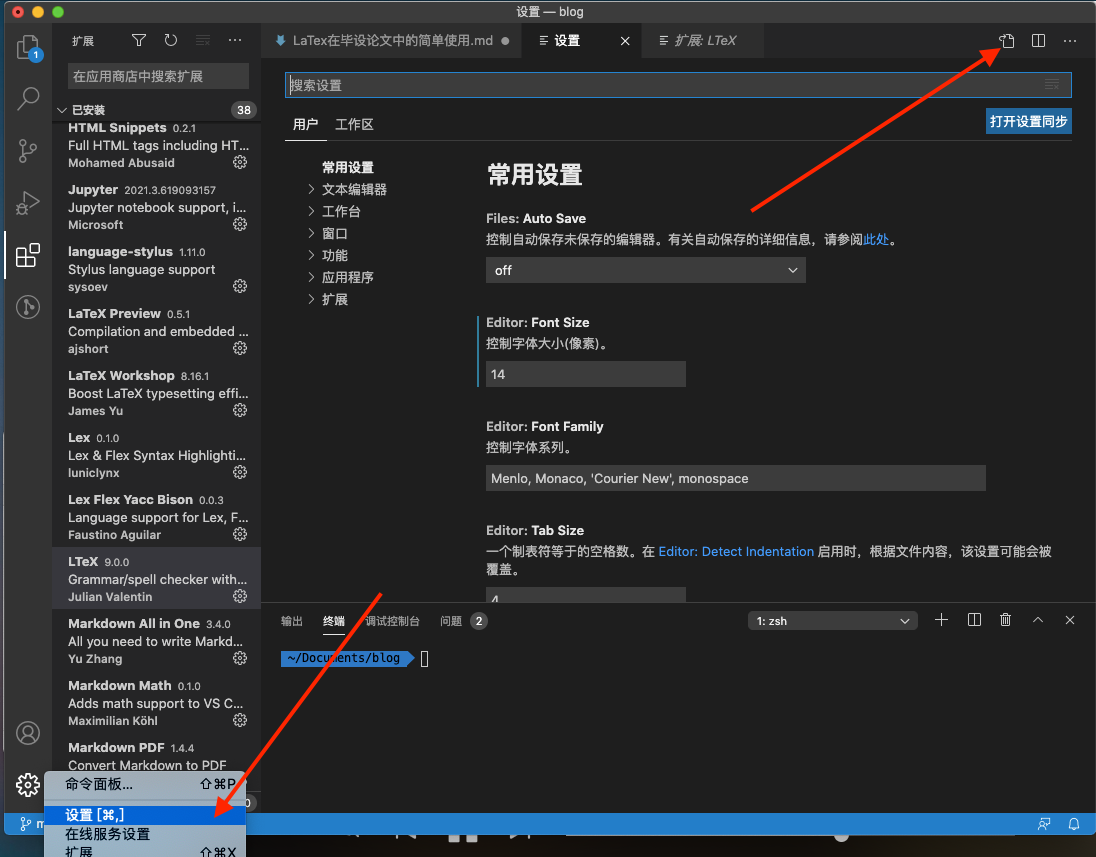 设置 — blog
1
扩展
在应用商店中搜索扩展
已安装
38
HTML Snippets 0.2.1
Full HTML tags including HT...
Mohamed Abusaid
Jupyter 2021.3.619093157
Jupyter notebook support, i...
Microsoft
language-stylus 1.11.0
Stylus language support
sysoev
LaTeX Preview 0.5.1
Compilation and embedded ...
ajshort
LaTeX Workshop 8.16.1
Boost LaTeX typesetting effi...
James Yu
Lex 0.1.0
Lex & Flex Syntax Highlighti...
luniclynx
Lex Flex Yacc Bison 0.0.3
Language support for Lex, F...
Faustino Aguilar
LTeX 9.0.0
Grammar/spell checker with...
Julian Valentin
Markdown All in One 3.4.0
All you need to write Markd...
Yu Zhang
Markdown Math 0.1.0
Adds math support to VS C...
Maximilian Köhl
Markdown PDF 1.4.4
Convert Markdown to PDF
命令面板... ⇧⌘P
设置 [⌘,]
在线服务设置
扩展 ⇧⌘X
LaTex在毕设论文中的简单使用.md
设置
扩展: LTeX
搜索设置
用户 工作区
打开设置同步
常用设置
文本编辑器
工作台
窗口
功能
应用程序
扩展
常用设置
Files: Auto Save
控制自动保存未保存的编辑器。有关自动保存的详细信息，请参阅此处。
off
Editor: Font Size
控制字体大小(像素)。
14
Editor: Font Family
控制字体系列。
Menlo, Monaco, 'Courier New', monospace
Editor: Tab Size
一个制表符等于的空格数。在 Editor: Detect Indentation 启用时，根据文件内容，该设置可能会被
覆盖。
4
输出 终端 调试控制台 问题 2
1: zsh
~/Documents/blog